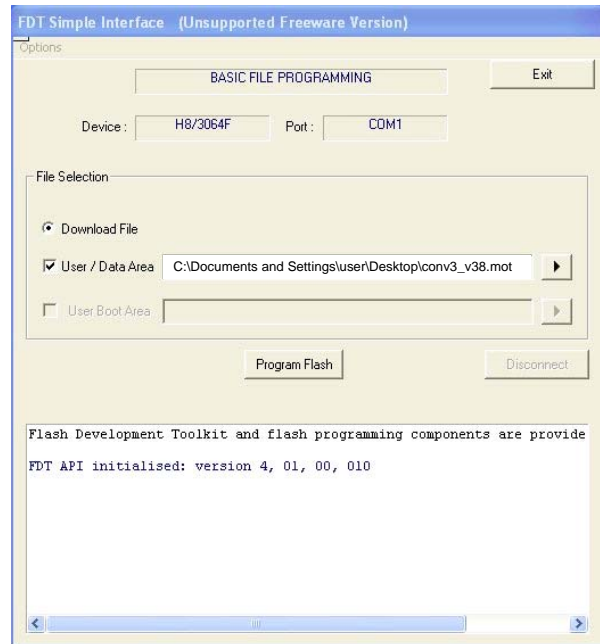 FDT Simple Interface (Unsupported Freeware Version)
Options
BASIC FILE PROGRAMMING
Exit
Device : H8/3064F Port : COM1
File Selection
Download File
User / Data Area C:\Documents and Settings\user\Desktop\conv3_v38.mot
User Boot Area
Program Flash Disconnect
Flash Development Toolkit and flash programming components are provide
FDT API initialised: version 4, 01, 00, 010